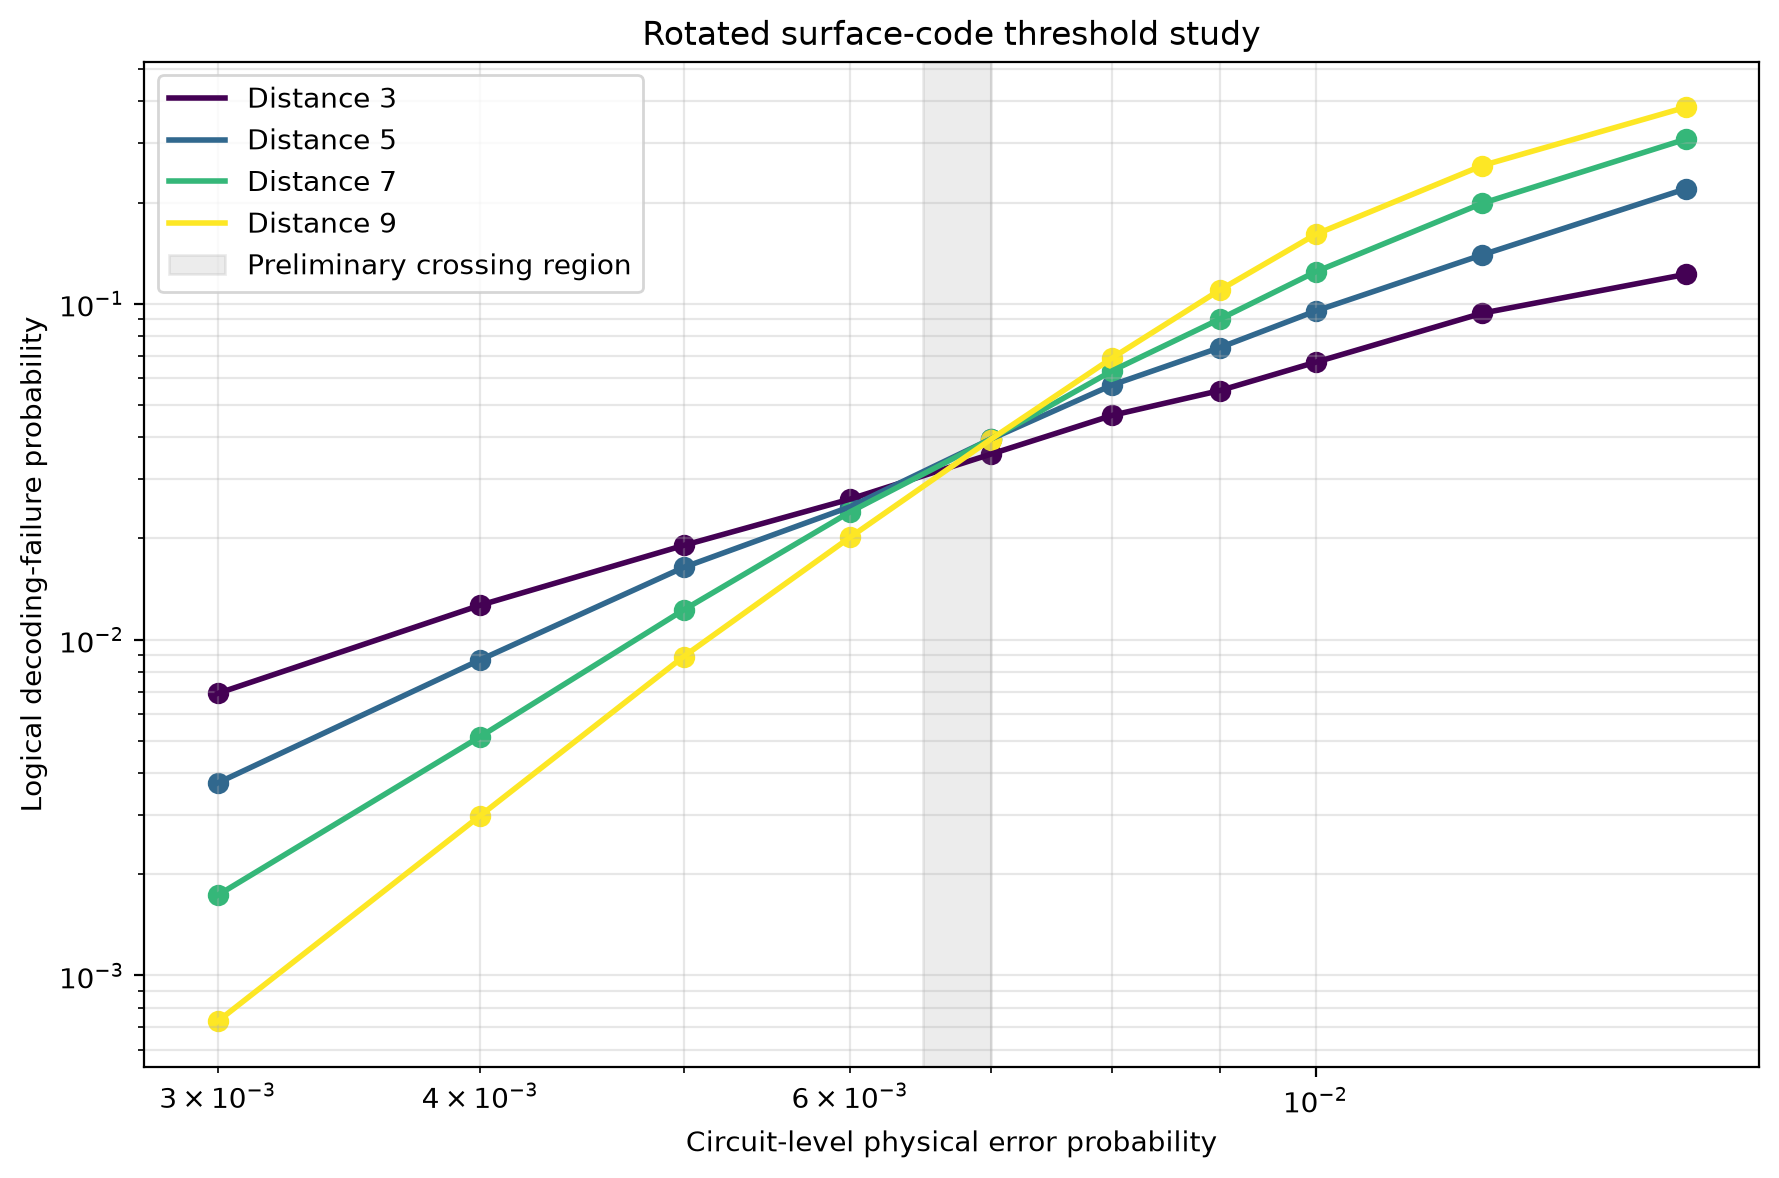 Rotated surface-code threshold study
Distance 3
Distance 5
Distance 7
Distance 9
Preliminary crossing region
Logical decoding-failure probability
10⁻¹
10⁻²
10⁻³
3 × 10⁻³
4 × 10⁻³
6 × 10⁻³
10⁻²
Circuit-level physical error probability